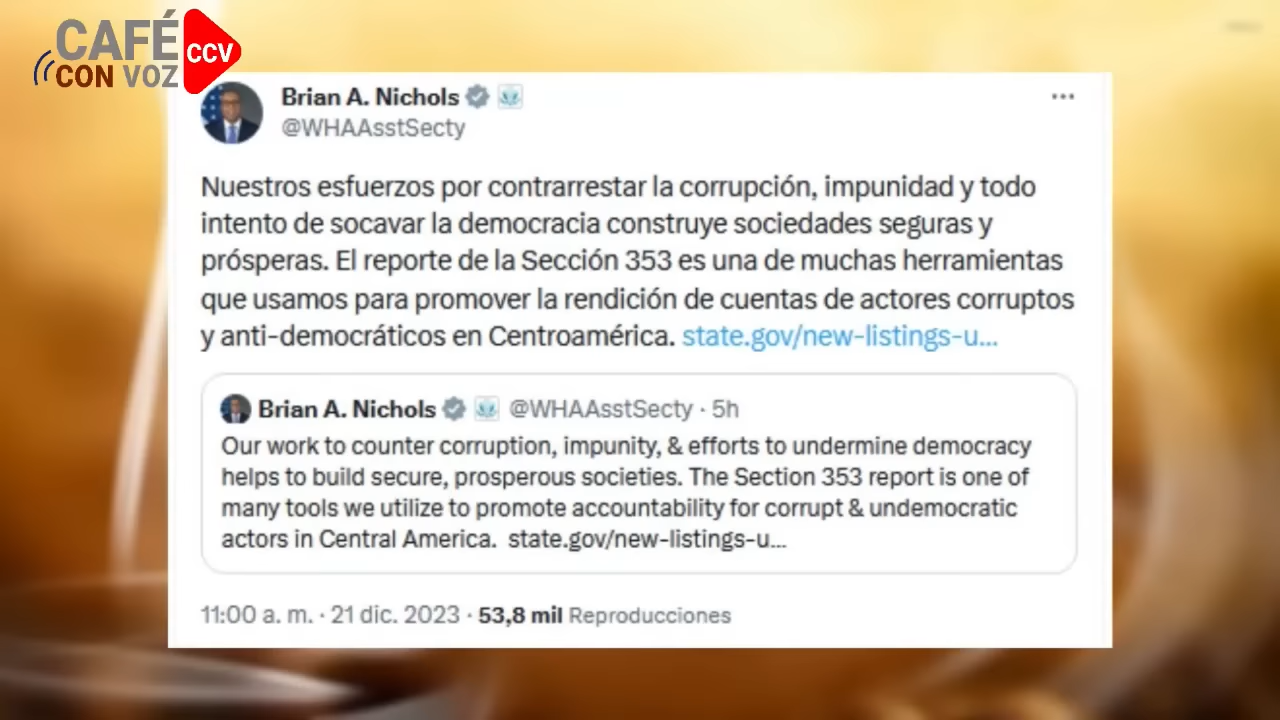 CAFÉ
CON VOZ
CCV
Brian A. Nichols
@WHAAsstSecty
Nuestros esfuerzos por contrarrestar la corrupción, impunidad y todo
intento de socavar la democracia construye sociedades seguras y
prósperas. El reporte de la Sección 353 es una de muchas herramientas
que usamos para promover la rendición de cuentas de actores corruptos
y anti-democráticos en Centroamérica. state.gov/new-listings-u...
Brian A. Nichols @WHAAsstSecty · 5h
Our work to counter corruption, impunity, & efforts to undermine democracy
helps to build secure, prosperous societies. The Section 353 report is one of
many tools we utilize to promote accountability for corrupt & undemocratic
actors in Central America. state.gov/new-listings-u...
11:00 a. m. · 21 dic. 2023 · 53,8 mil Reproducciones